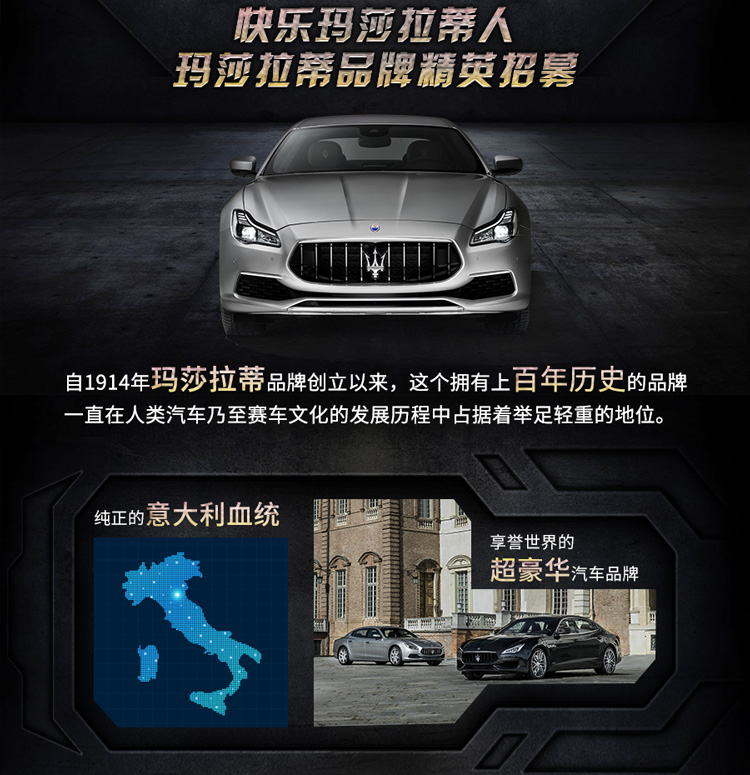 快乐玛莎拉蒂人
玛莎拉蒂品牌精英招募
自1914年玛莎拉蒂品牌创立以来，这个拥有上百年历史的品牌
一直在人类汽车乃至赛车文化的发展历程中占据着举足轻重的地位。
纯正的意大利血统
享誉世界的
超豪华汽车品牌